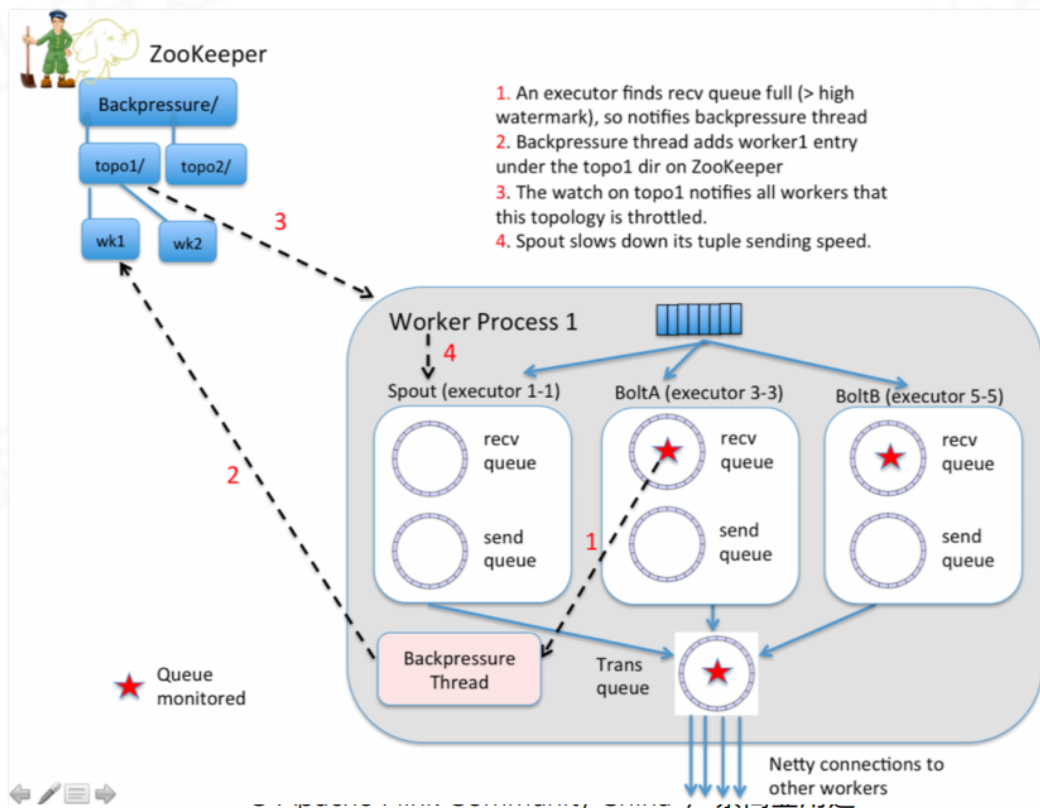 ZooKeeper
Backpressure/
topo1/
topo2/
wk1
wk2
1. An executor finds recv queue full (> high
watermark), so notifies backpressure thread
2. Backpressure thread adds worker1 entry
under the topo1 dir on ZooKeeper
3. The watch on topo1 notifies all workers that
this topology is throttled.
4. Spout slows down its tuple sending speed.
3
2
Worker Process 1
4
Spout (executor 1-1)
recv
queue
send
queue
BoltA (executor 3-3)
recv
queue
send
queue
BoltB (executor 5-5)
recv
queue
send
queue
1
Backpressure
Thread
Trans
queue
Queue
monitored
Netty connections to
other workers